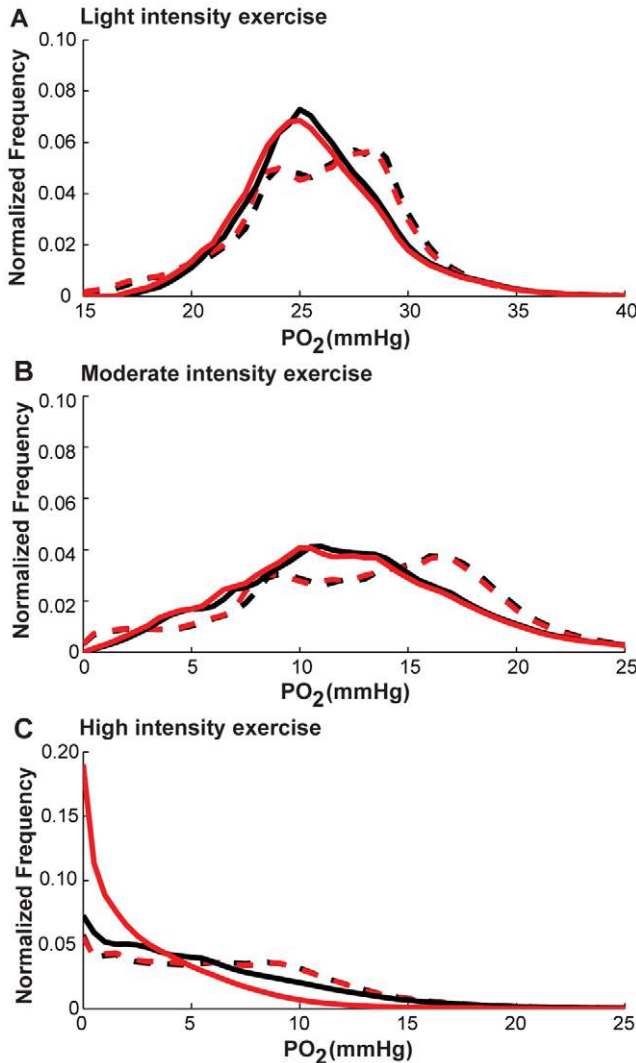 A Light intensity exercise
Normalized Frequency
0.10
0.08
0.06
0.04
0.02
0
15 20 25 30 35 40
PO2(mmHg)
B Moderate intensity exercise
Normalized Frequency
0.10
0.08
0.06
0.04
0.02
0
0 5 10 15 20 25
PO2(mmHg)
C High intensity exercise
Normalized Frequency
0.20
0.15
0.10
0.05
0
0 5 10 15 20 25
PO2(mmHg)